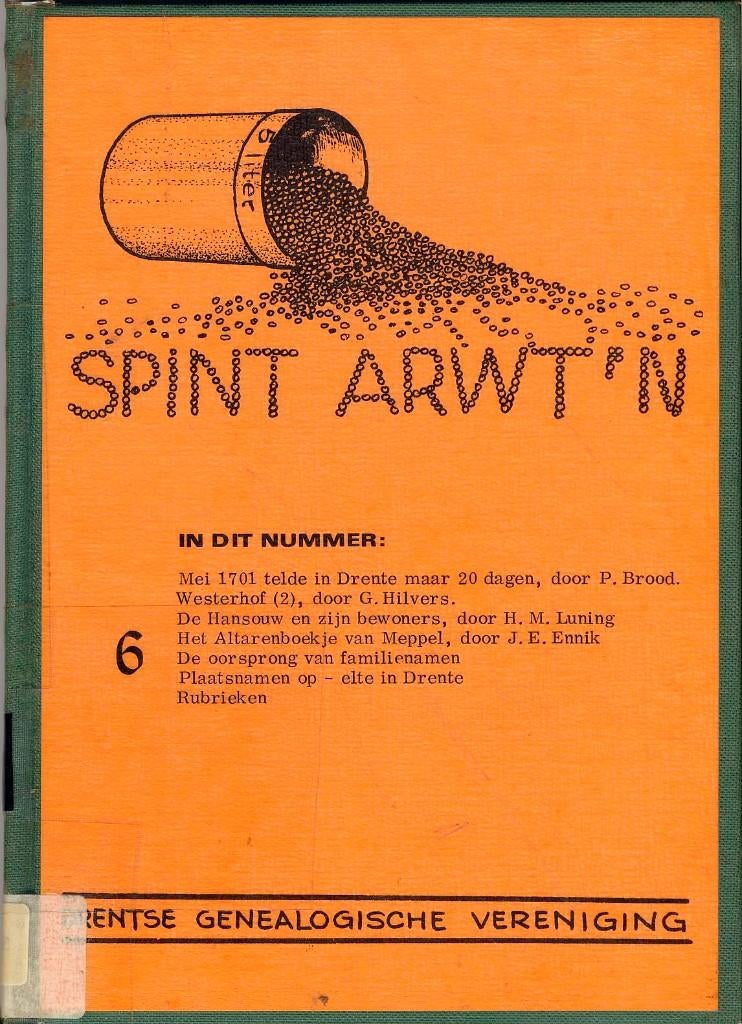 5 liter
SPINT ARWT'N
IN DIT NUMMER:
Mei 1701 telde in Drente maar 20 dagen, door P. Brood.
Westerhof (2), door G. Hilvers.
De Hansouw en zijn bewoners, door H. M. Luning
Het Altarenboekje van Meppel, door J. E. Ennik
De oorsprong van familienamen
Plaatsnamen op - elte in Drente
Rubrieken
6
DRENTSE GENEALOGISCHE VERENIGING